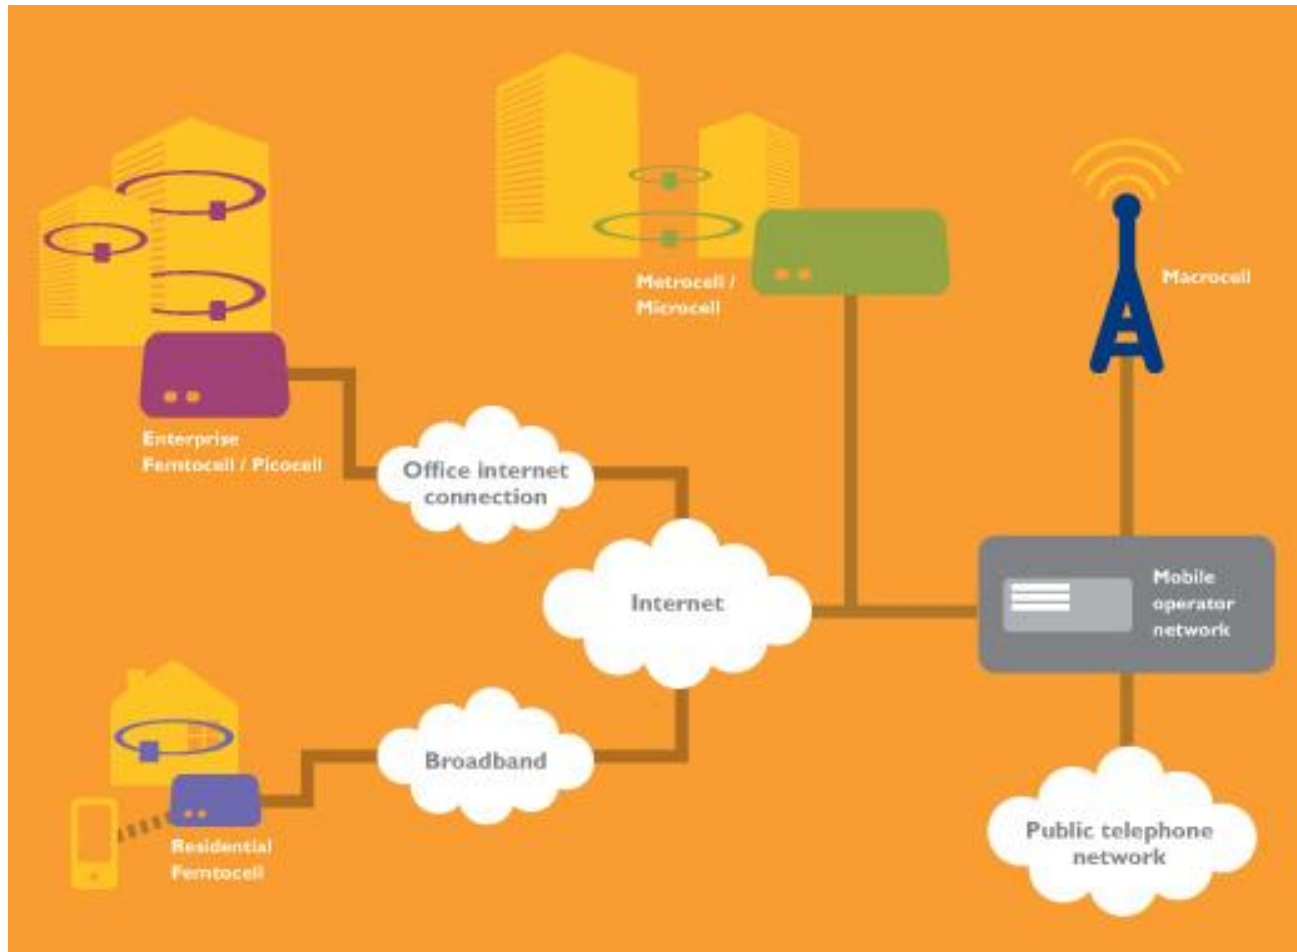 Metrocell /
Microcell
Macrocell
Enterprise
Femtocell / Picocell
Office internet
connection
Internet
Mobile
operator
network
Broadband
Residential
Femtocell
Public telephone
network